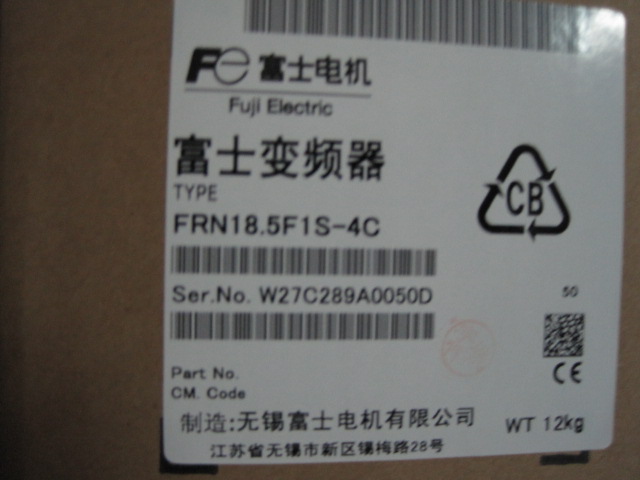 Fe 富士电机
Fuji Electric
富士变频器
TYPE
FRN18.5F1S-4C
CB
Ser.No. W27C289A0050D
50
Part No.
CM. Code
CE
制造:无锡富士电机有限公司
WT 12kg
江苏省无锡市新区锡梅路28号